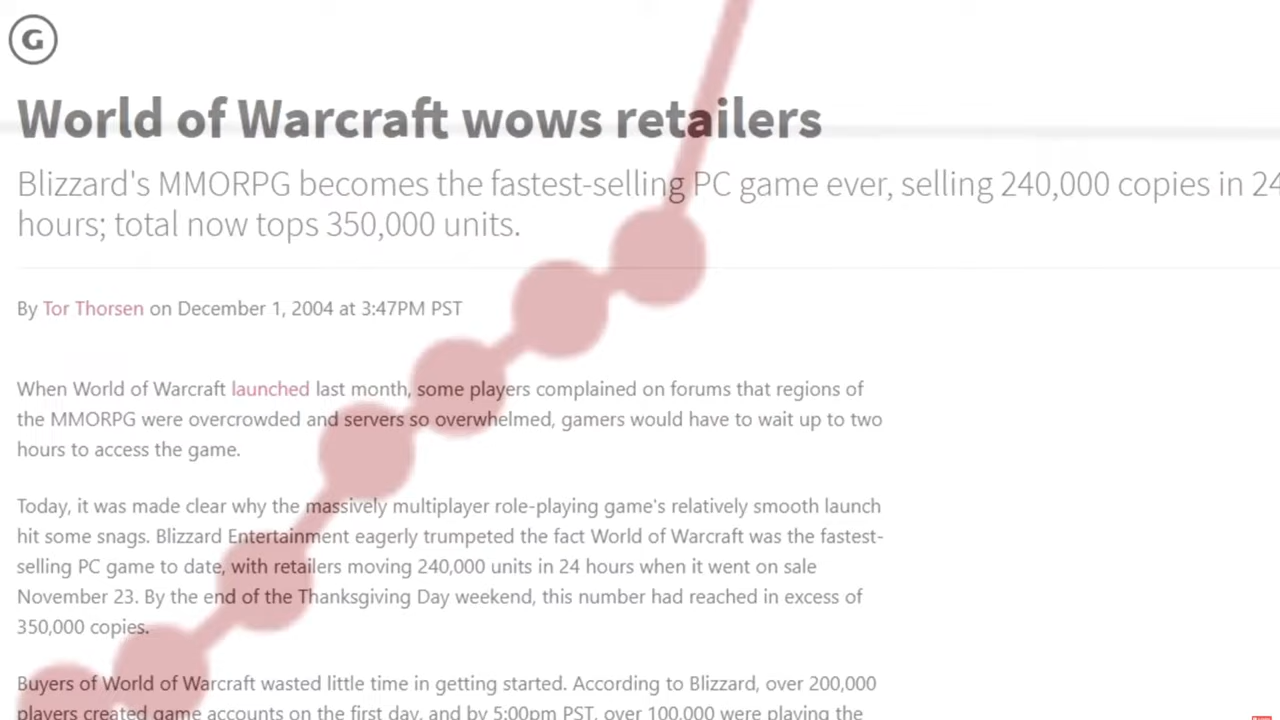 G
World of Warcraft wows retailers
Blizzard's MMORPG becomes the fastest-selling PC game ever, selling 240,000 copies in 24
hours; total now tops 350,000 units.
By Tor Thorsen on December 1, 2004 at 3:47PM PST
When World of Warcraft launched last month, some players complained on forums that regions of
the MMORPG were overcrowded and servers so overwhelmed, gamers would have to wait up to two
hours to access the game.
Today, it was made clear why the massively multiplayer role-playing game's relatively smooth launch
hit some snags. Blizzard Entertainment eagerly trumpeted the fact World of Warcraft was the fastest-
selling PC game to date, with retailers moving 240,000 units in 24 hours when it went on sale
November 23. By the end of the Thanksgiving Day weekend, this number had reached in excess of
350,000 copies.
Buyers of World of Warcraft wasted little time in getting started. According to Blizzard, over 200,000
players created game accounts on the first day, and by 5:00pm PST, over 100,000 were playing the